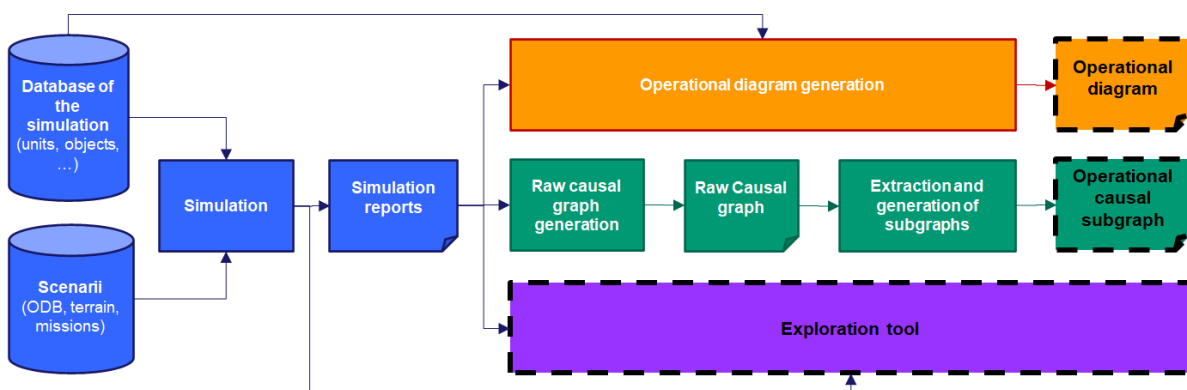 Database of
the
simulation
(units, objects,
…)
Scenarii
(ODB, terrain,
missions)
Simulation
Simulation
reports
Operational diagram generation
Operational
diagram
Raw causal
graph
generation
Raw Causal
graph
Extraction and
generation of
subgraphs
Operational
causal
subgraph
Exploration tool